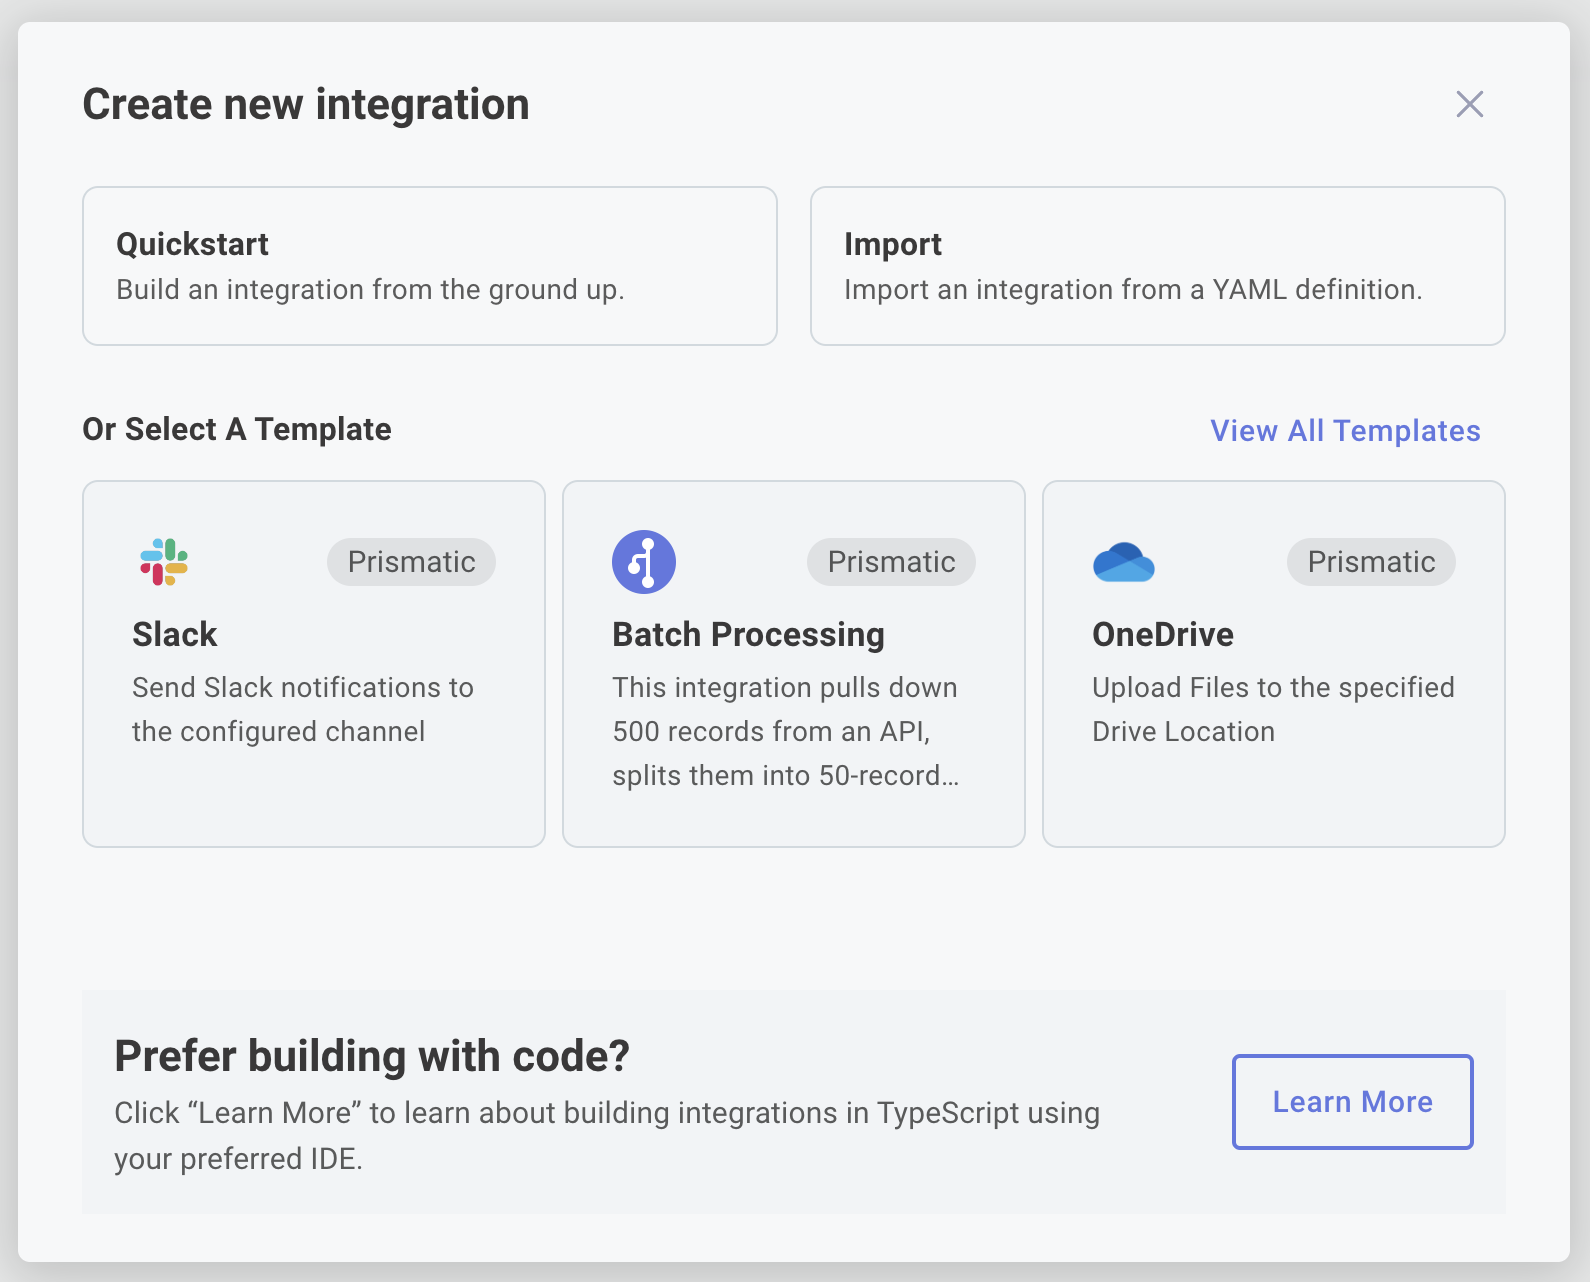 Create new integration
Quickstart
Build an integration from the ground up.
Import
Import an integration from a YAML definition.
Or Select A Template
View All Templates
Prismatic
Slack
Send Slack notifications to
the configured channel
Prismatic
Batch Processing
This integration pulls down
500 records from an API,
splits them into 50-record…
Prismatic
OneDrive
Upload Files to the specified
Drive Location
Prefer building with code?
Click “Learn More” to learn about building integrations in TypeScript using
your preferred IDE.
Learn More